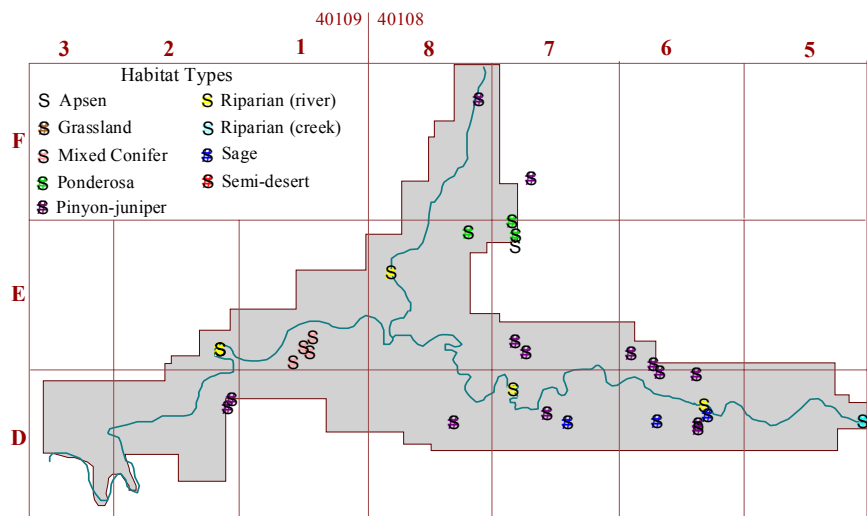 40109 40108
3 2 1 8 7 6 5
Habitat Types
S Apsen
S Riparian (river)
S Grassland
S Riparian (creek)
S Mixed Conifer
S Sage
S Ponderosa
S Semi-desert
S Pinyon-juniper
F
E
D